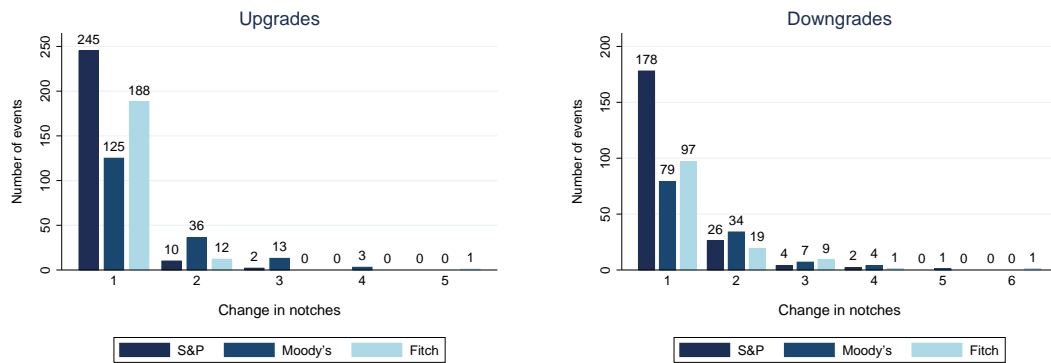 Upgrades
Number of events
0 50 100 150 200 250
245 125 188
10 36 12
2 13 0
0 3 0
0 0 1
1 2 3 4 5
Change in notches
S&P Moody's Fitch
Downgrades
Number of events
0 50 100 150 200
178 79 97
26 34 19
4 7 9
2 4 1
0 1 0
0 0 1
1 2 3 4 5 6
Change in notches
S&P Moody's Fitch